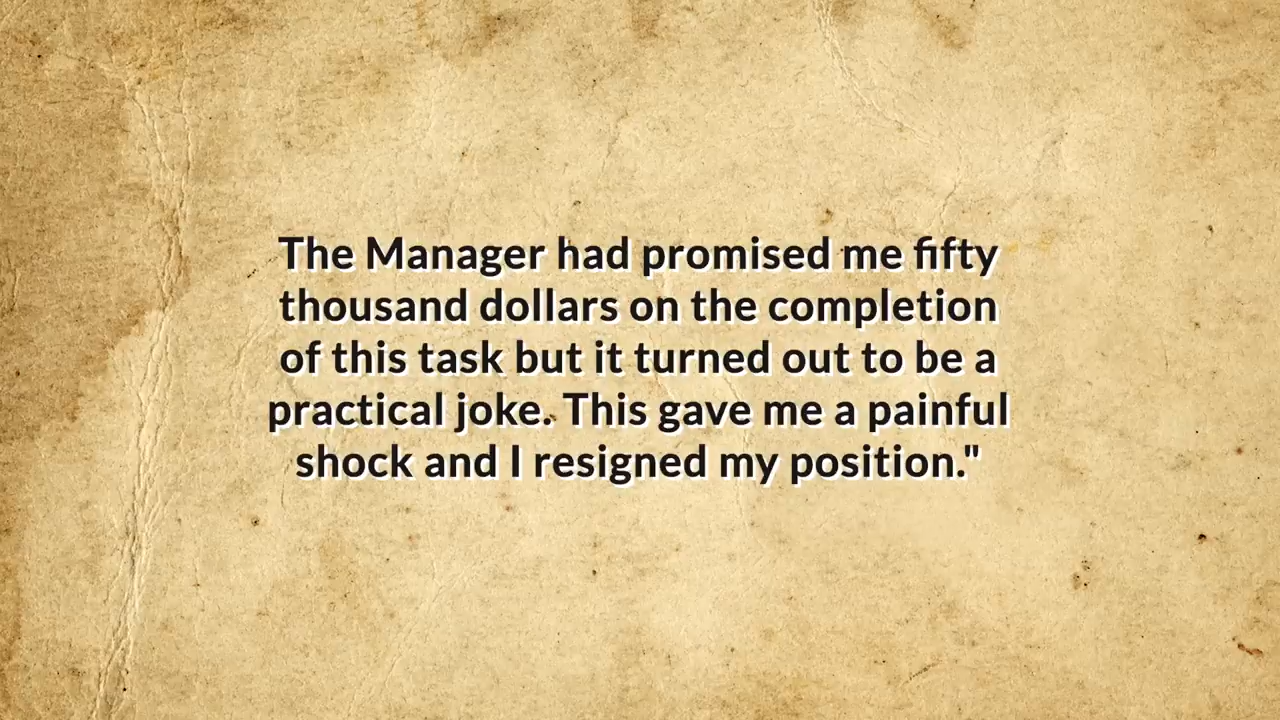 The Manager had promised me fifty
thousand dollars on the completion
of this task but it turned out to be a
practical joke. This gave me a painful
shock and I resigned my position."